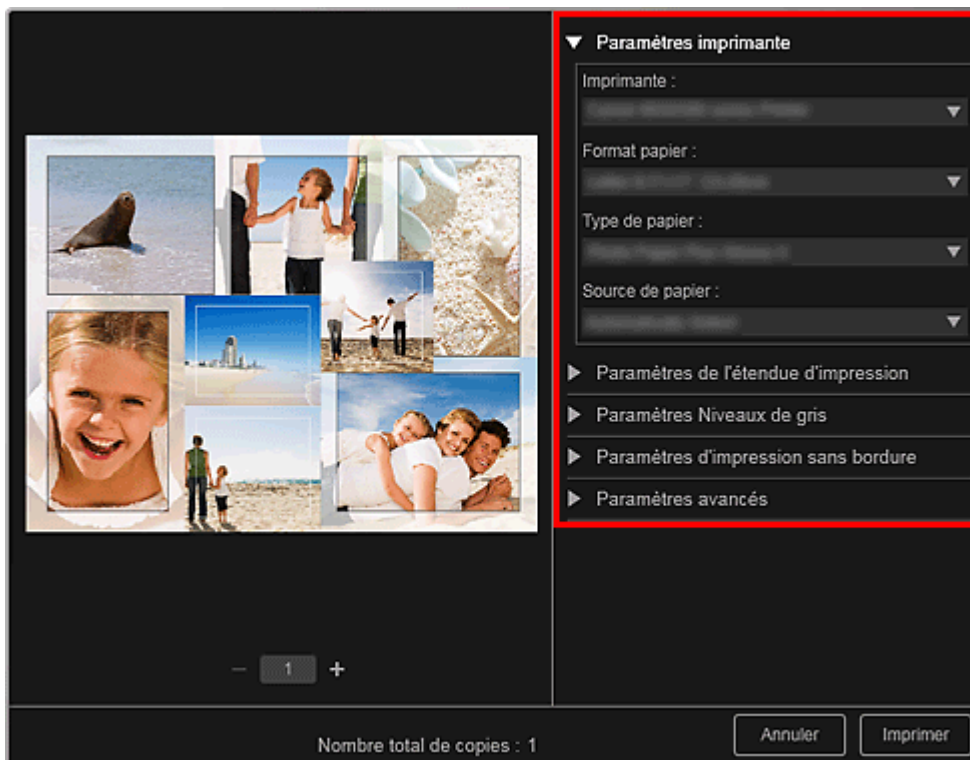 Paramètres imprimante
Imprimante :
Format papier :
Type de papier :
Source de papier :
Paramètres de l'étendue d'impression
Paramètres Niveaux de gris
Paramètres d'impression sans bordure
Paramètres avancés
1
Nombre total de copies : 1
Annuler
Imprimer